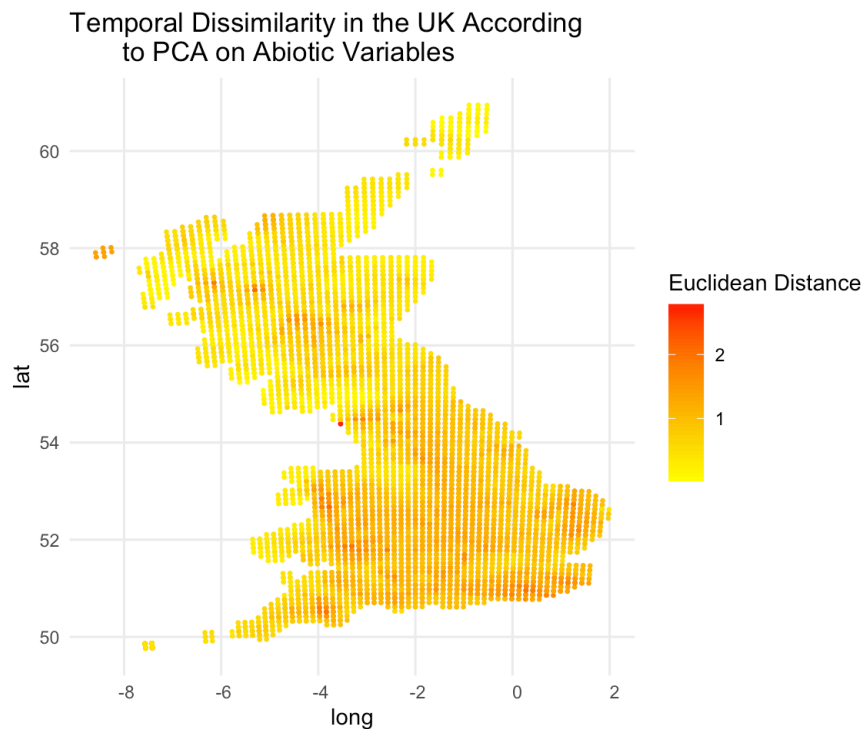 Temporal Dissimilarity in the UK According
to PCA on Abiotic Variables
60
58
56
54
52
50
lat
-8
-6
-4
-2
0
2
long
Euclidean Distance
2
1